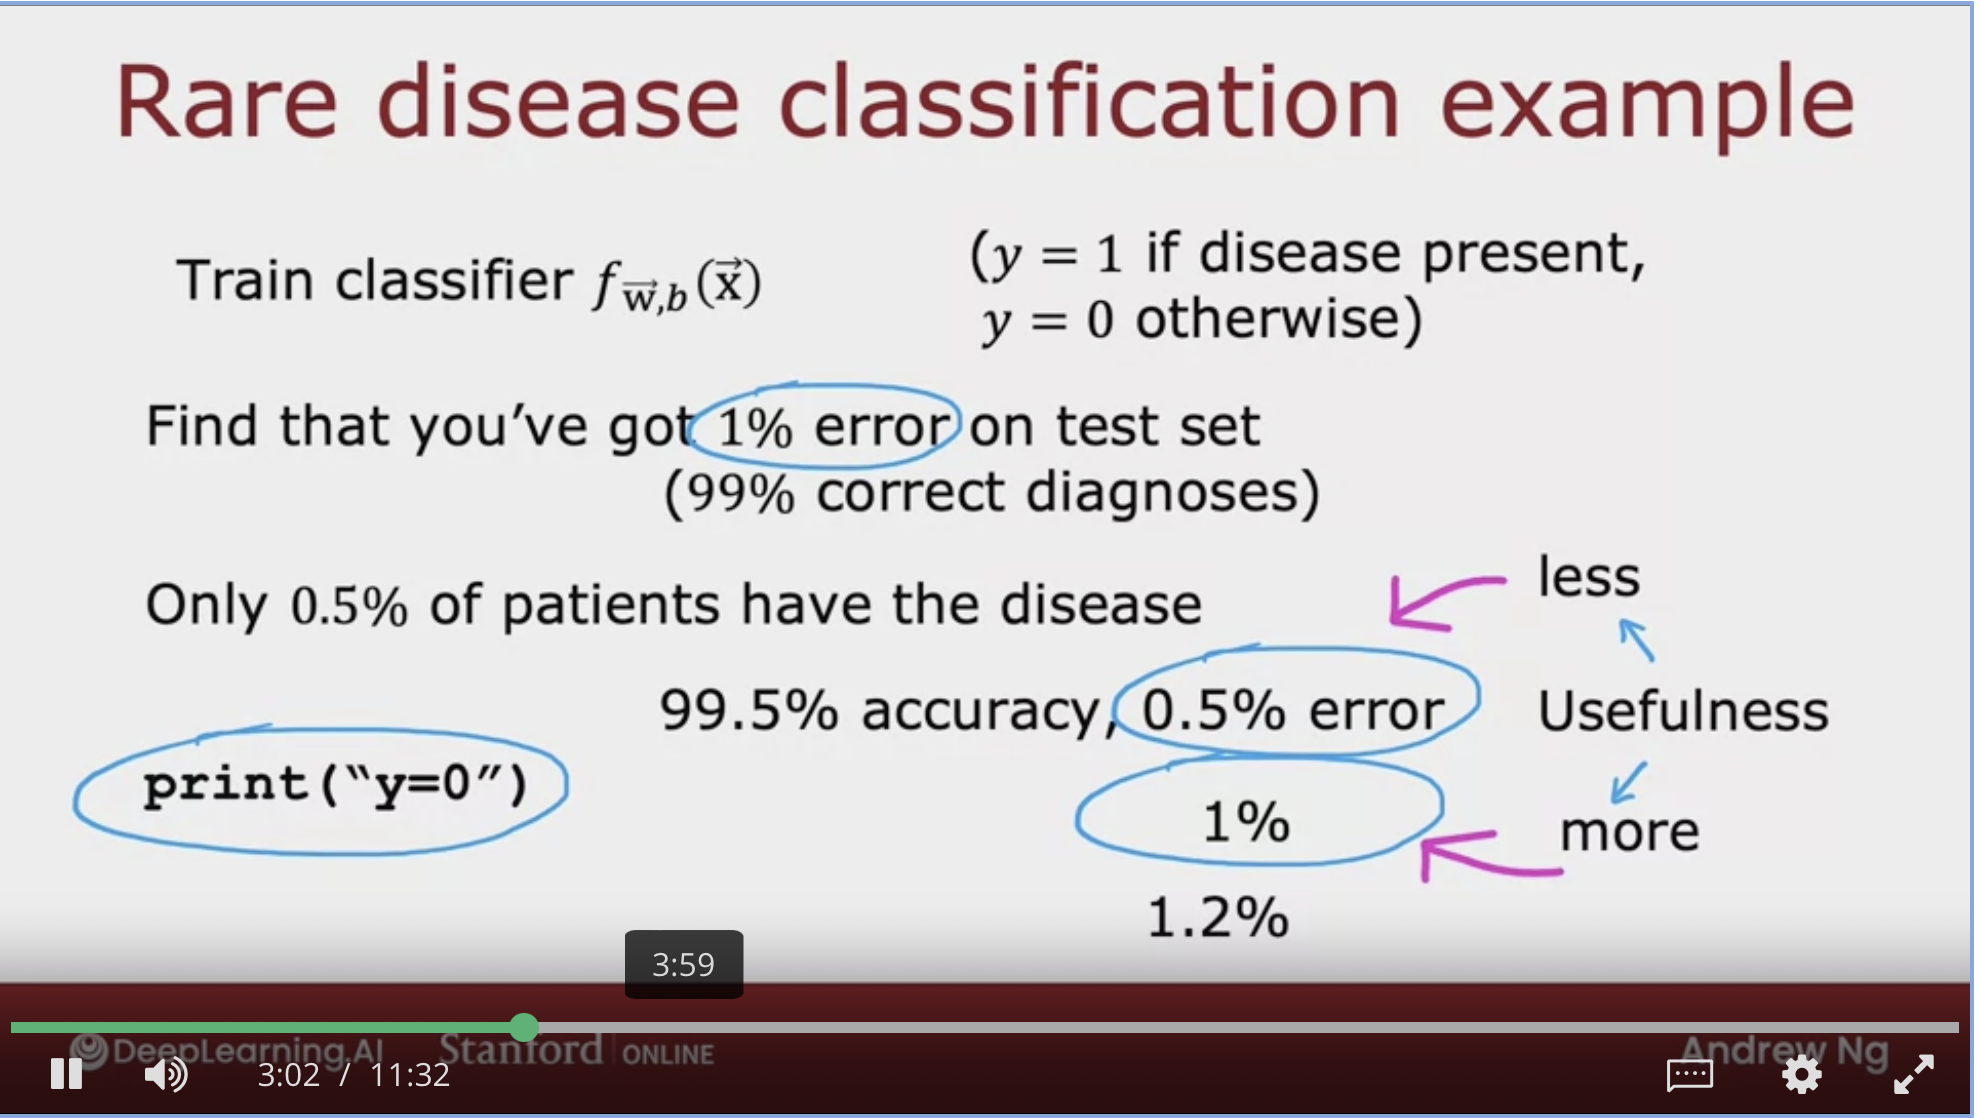 Rare disease classification example
Train classifier f w⃗,b (x⃗)
(y = 1 if disease present,
y = 0 otherwise)
Find that you’ve got 1% error on test set
(99% correct diagnoses)
Only 0.5% of patients have the disease
less
99.5% accuracy, 0.5% error
Usefulness
print(“y=0”)
1%
more
1.2%
3:59
DeepLearning.AI
Stanford ONLINE
Andrew Ng
3:02 / 11:32